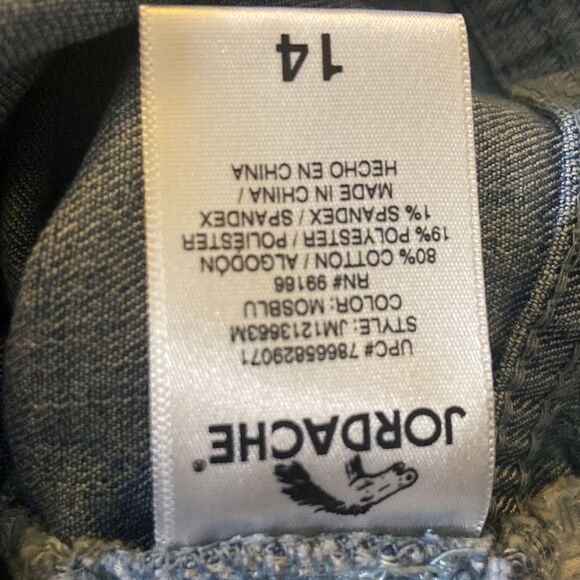 JORDACHE®
UPC# 78665829071
STYLE: JM1213663M
COLOR: MOSBLU
RN# 99166
80% COTTON / ALGODÓN
19% POLYESTER / POLIÉSTER
1% SPANDEX / SPANDEX
MADE IN CHINA /
HECHO EN CHINA
14